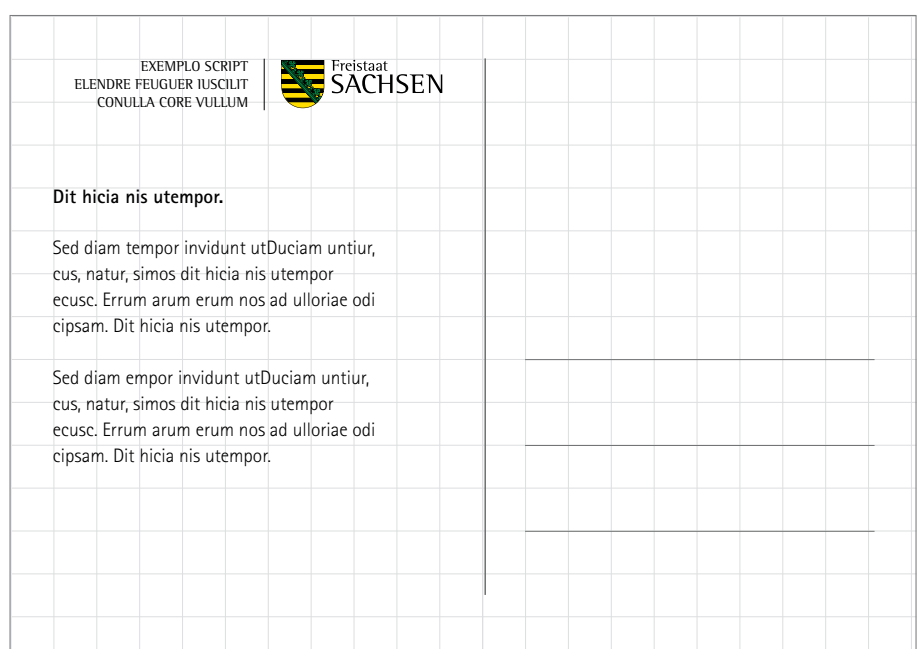 EXEMPLO SCRIPT
ELENDRE FEUGUER IUSCILIT
CONULLA CORE VULLUM
Freistaat
SACHSEN
Dit hicia nis utempor.
Sed diam tempor invidunt utDuciam untiur,
cus, natur, simos dit hicia nis utempor
ecusc. Errum arum erum nos ad ulloriae odi
cipsam. Dit hicia nis utempor.
Sed diam empor invidunt utDuciam untiur,
cus, natur, simos dit hicia nis utempor
ecusc. Errum arum erum nos ad ulloriae odi
cipsam. Dit hicia nis utempor.